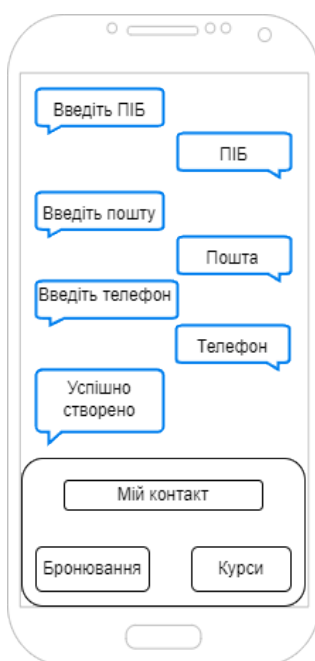 Введіть ПІБ
ПІБ
Введіть пошту
Пошта
Введіть телефон
Телефон
Успішно
створено
Мій контакт
Бронювання
Курси